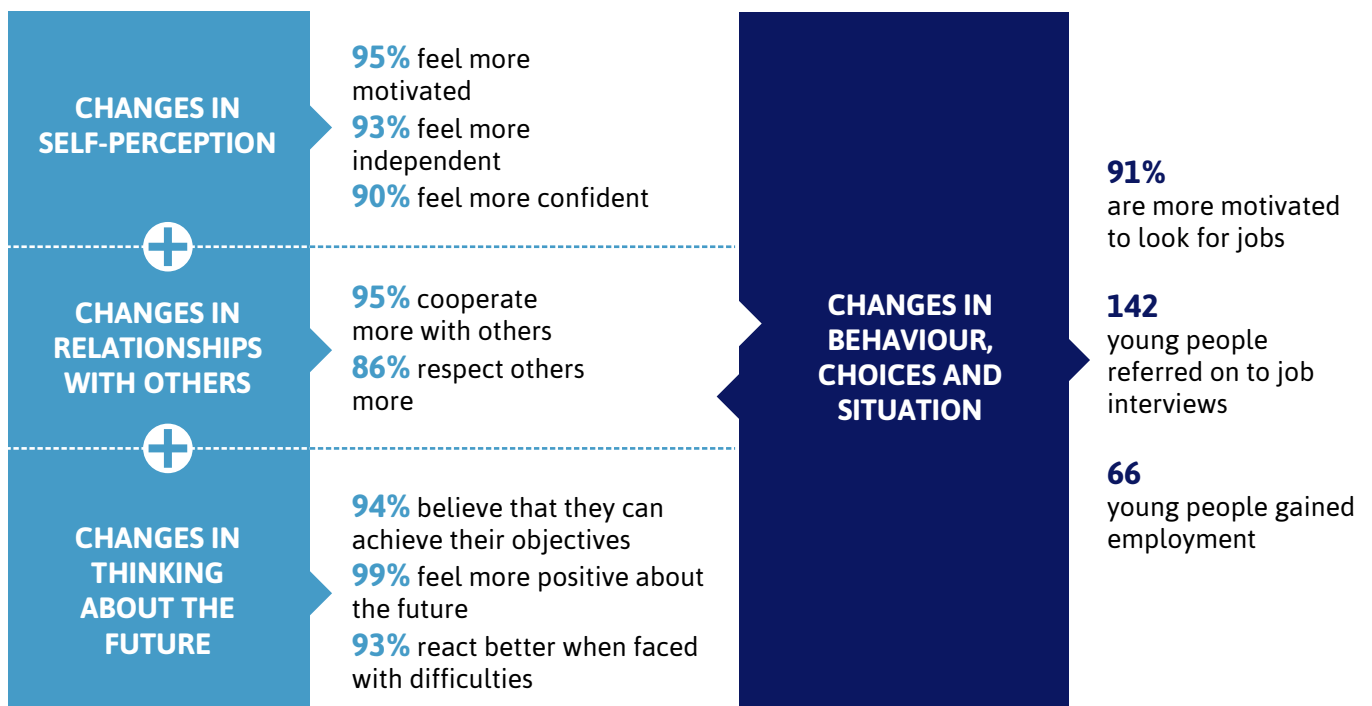 CHANGES IN
SELF-PERCEPTION
95% feel more
motivated
93% feel more
independent
90% feel more confident
CHANGES IN
RELATIONSHIPS
WITH OTHERS
95% cooperate
more with others
86% respect others
more
CHANGES IN
THINKING
ABOUT THE
FUTURE
94% believe that they can
achieve their objectives
99% feel more positive about
the future
93% react better when faced
with difficulties
CHANGES IN
BEHAVIOUR,
CHOICES AND
SITUATION
91%
are more motivated
to look for jobs
142
young people
referred on to job
interviews
66
young people gained
employment